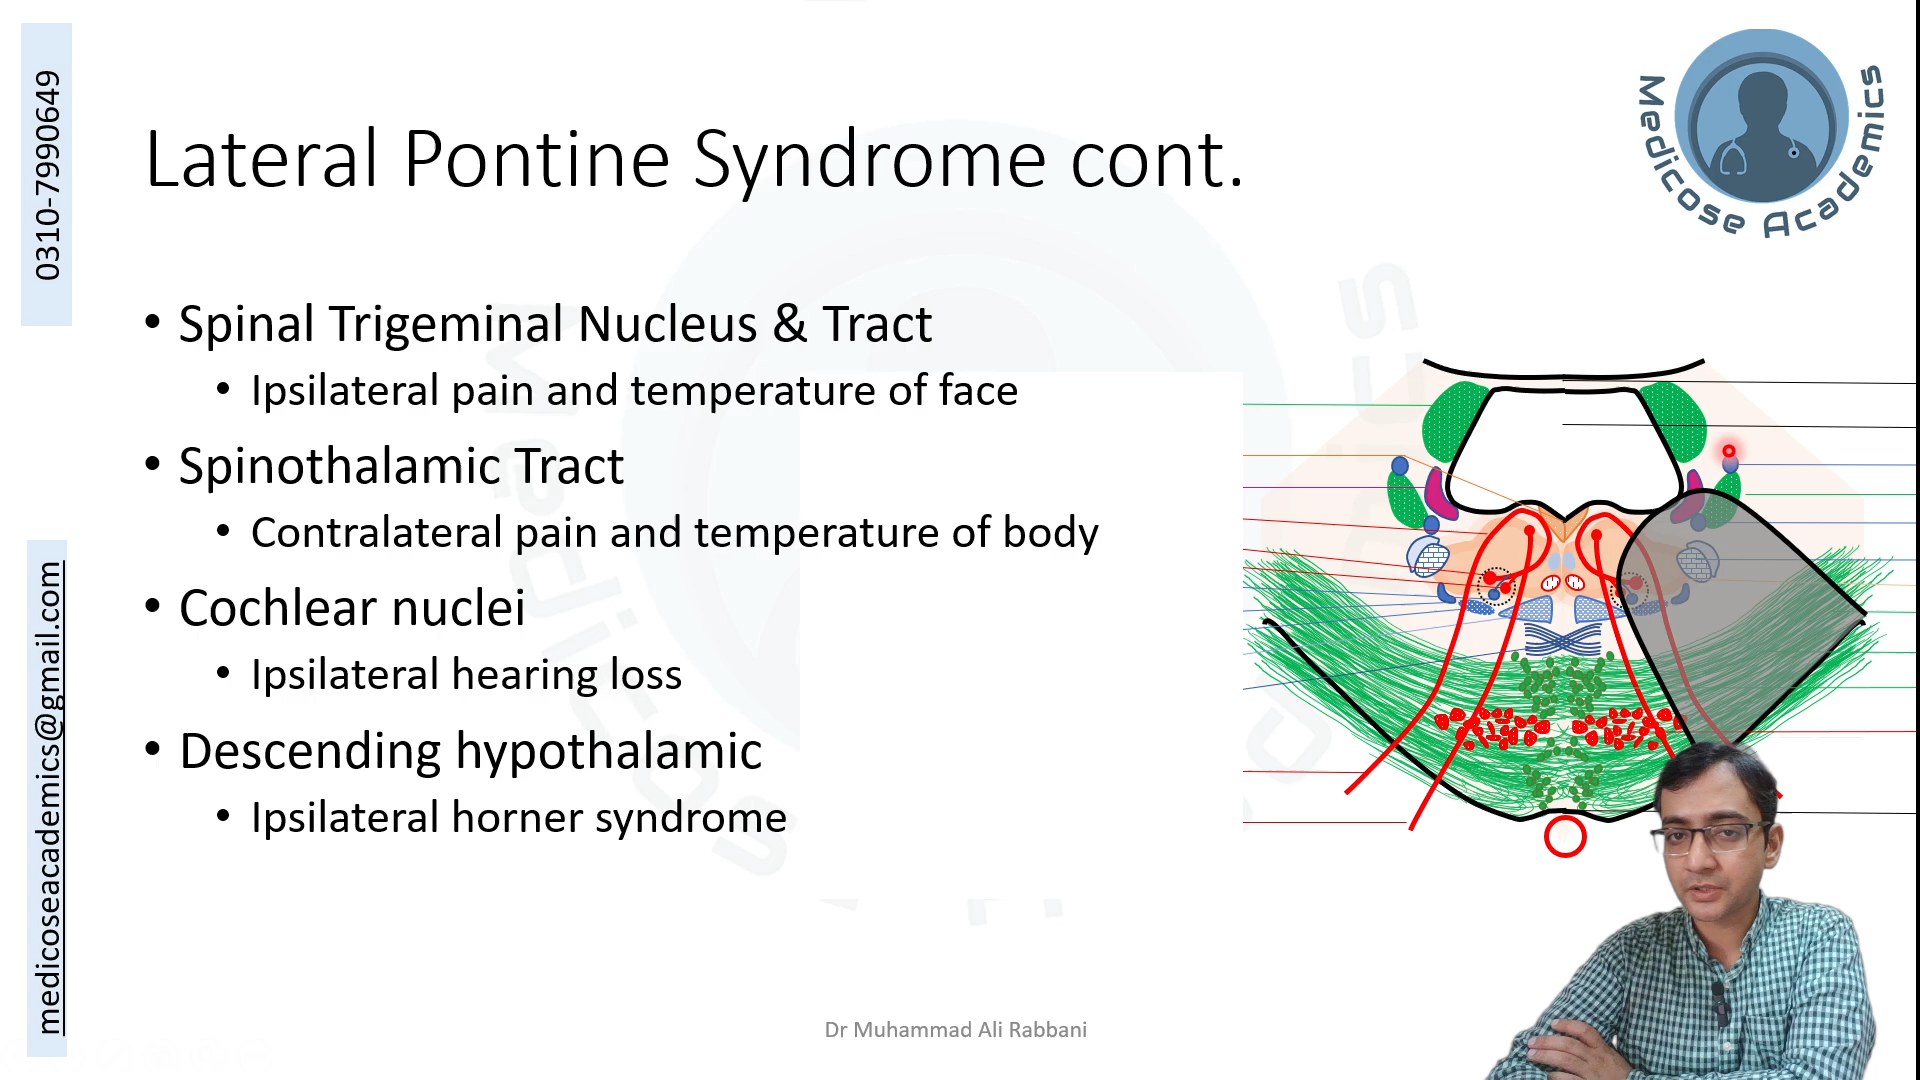 0310-7990649
medicoseacademics@gmail.com
Medicose Academics
Lateral Pontine Syndrome cont.
• Spinal Trigeminal Nucleus & Tract
• Ipsilateral pain and temperature of face
• Spinothalamic Tract
• Contralateral pain and temperature of body
• Cochlear nuclei
• Ipsilateral hearing loss
• Descending hypothalamic
• Ipsilateral horner syndrome
Dr Muhammad Ali Rabbani